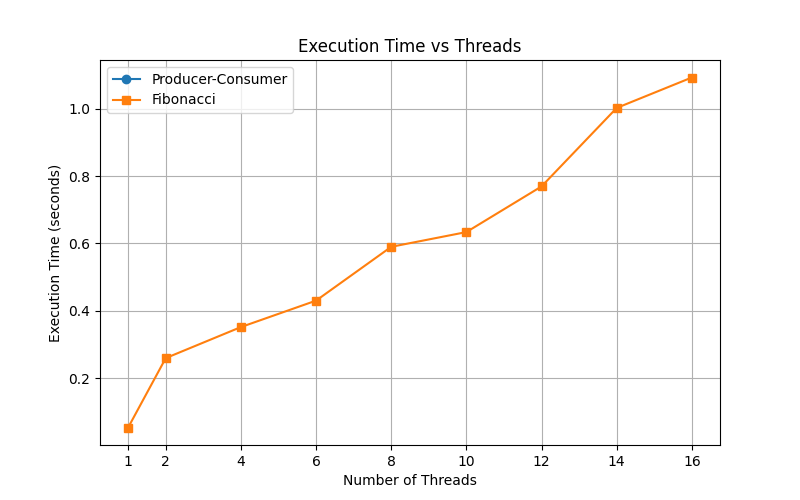 Execution Time vs Threads
Producer-Consumer
Fibonacci
1.0
0.8
0.6
0.4
0.2
Execution Time (seconds)
1 2 4 6 8 10 12 14 16
Number of Threads